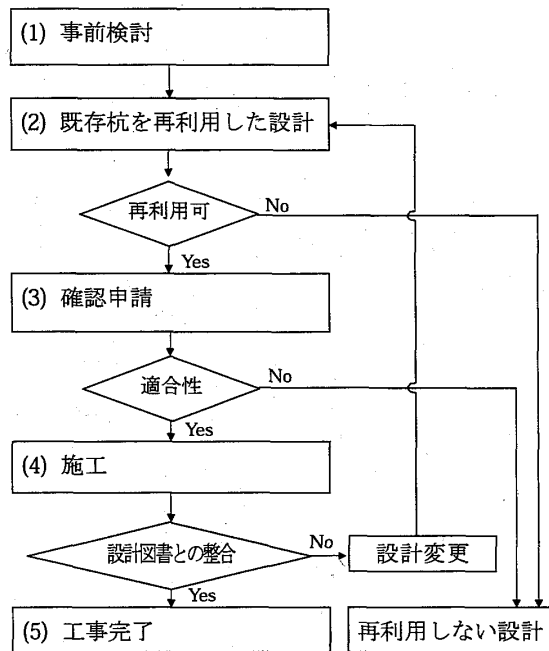 (1) 事前検討
(2) 既存杭を再利用した設計
再利用可
No
Yes
(3) 確認申請
適合性
No
Yes
(4) 施工
設計図書との整合
No
設計変更
Yes
(5) 工事完了
再利用しない設計